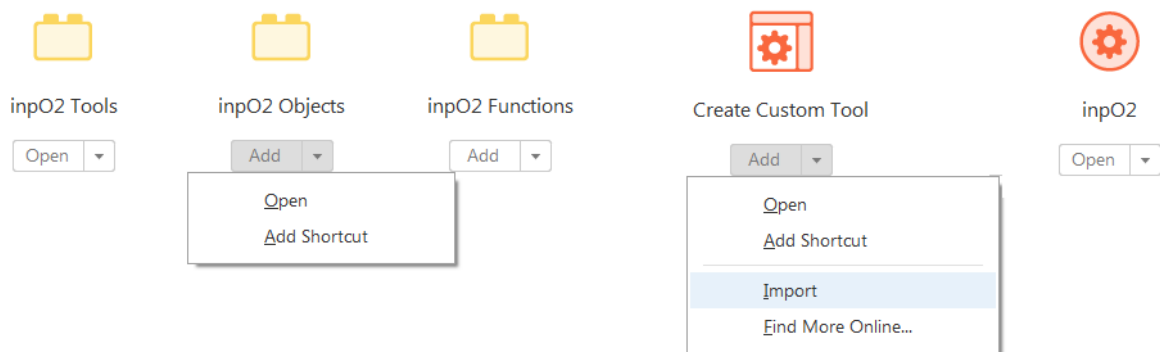 inpO2 Tools
inpO2 Objects
inpO2 Functions
Create Custom Tool
inpO2
Open
Add
Add
Add
Open
Open
Add Shortcut
Open
Add Shortcut
Import
Find More Online...